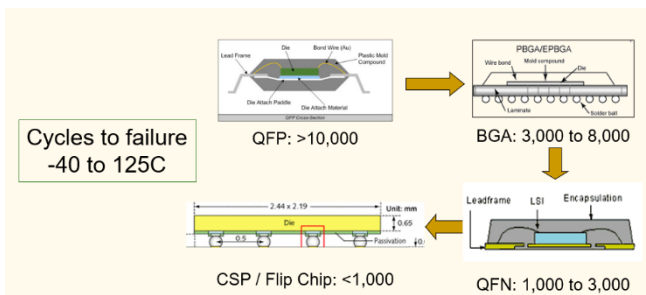 Cycles to failure
-40 to 125C
Die
Bond Wire (Au)
Lead Frame
Plastic Mold
Compound
Die Attach Paddle
Die Attach Material
QFP Cross-Section
QFP: >10,000
PBGA/EPBGA
Wire bond
Mold compound
Die
Laminate
Solder ball
BGA: 3,000 to 8,000
Leadframe
LSI
Encapsulation
QFN: 1,000 to 3,000
2.44 x 2.19
Unit: mm
Die
0.65
0.5
Passivation
CSP / Flip Chip: <1,000